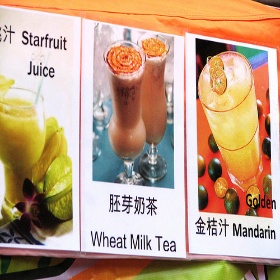 汁 Starfruit
Juice
胚芽奶茶
Wheat Milk Tea
Golden
金桔汁 Mandarin